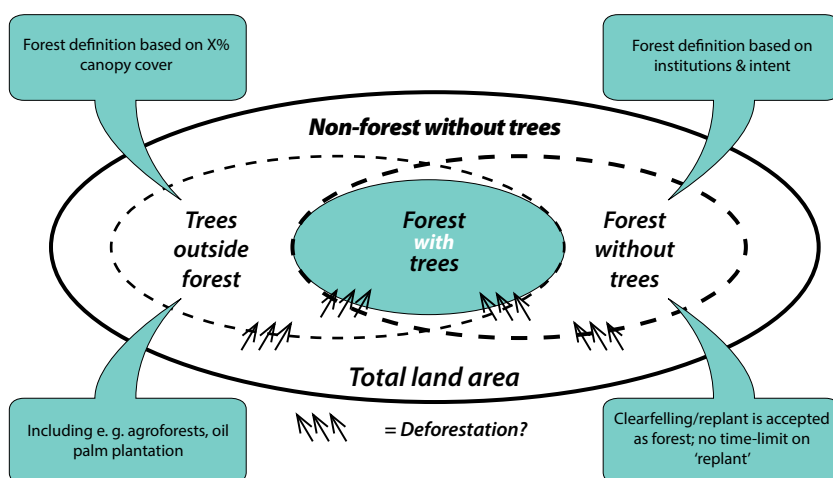 Forest definition based on X%
canopy cover
Forest definition based on
institutions & intent
Non-forest without trees
Trees
outside
forest
Forest
with
trees
Forest
without
trees
Total land area
Including e. g. agroforests, oil
palm plantation
= Deforestation?
Clearfelling/replant is accepted
as forest; no time-limit on
‘replant’